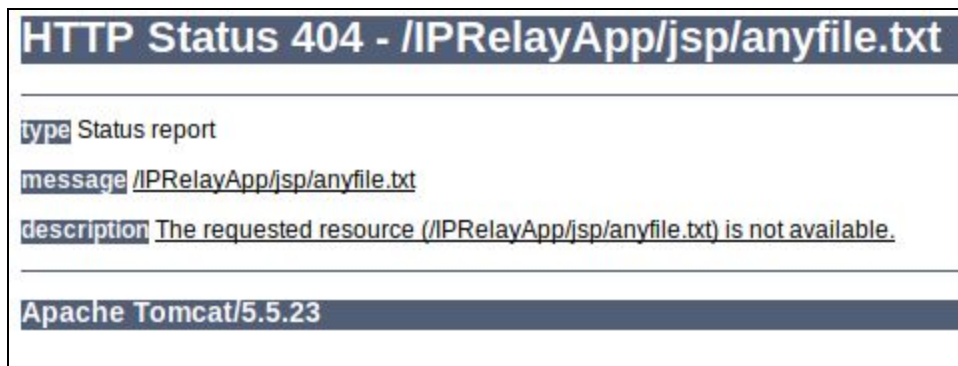 HTTP Status 404 - /IPRelayApp/jsp/anyfile.txt
type Status report
message /IPRelayApp/jsp/anyfile.txt
description The requested resource (/IPRelayApp/jsp/anyfile.txt) is not available.
Apache Tomcat/5.5.23